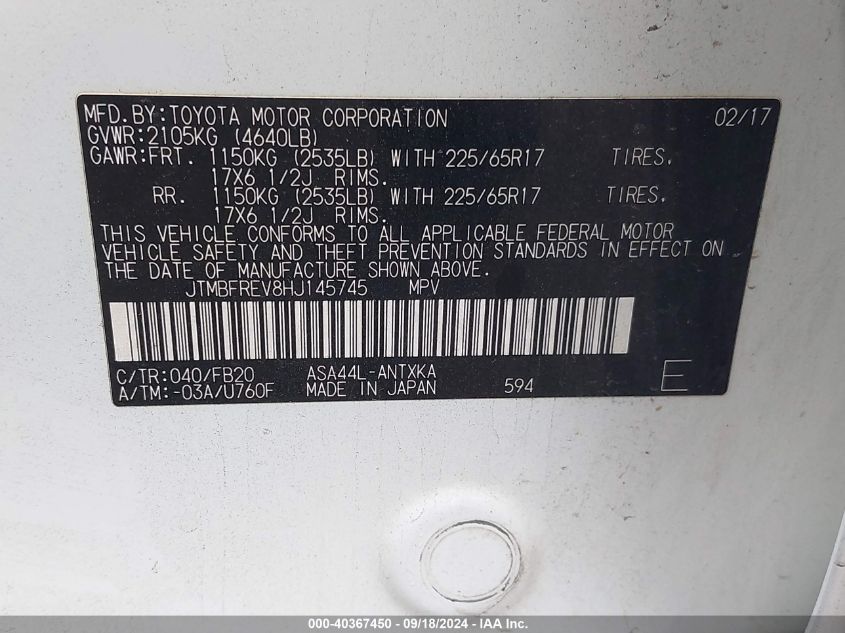 MFD.BY:TOYOTA MOTOR CORPORATION 02/17
GVWR:2105KG (4640LB)
GAWR:FRT. 1150KG (2535LB) WITH 225/65R17 TIRES.
17X6 1/2J RIMS.
RR. 1150KG (2535LB) WITH 225/65R17 TIRES.
17X6 1/2J RIMS.
THIS VEHICLE CONFORMS TO ALL APPLICABLE FEDERAL MOTOR
VEHICLE SAFETY AND THEFT PREVENTION STANDARDS IN EFFECT ON
THE DATE OF MANUFACTURE SHOWN ABOVE.
JTMBFREV8HJ145745 MPV
C/TR:040/FB20 ASA44L-ANTXKA
A/TM:-03A/U760F MADE IN JAPAN 594 E
000-40367450 - 09/18/2024 - IAA Inc.